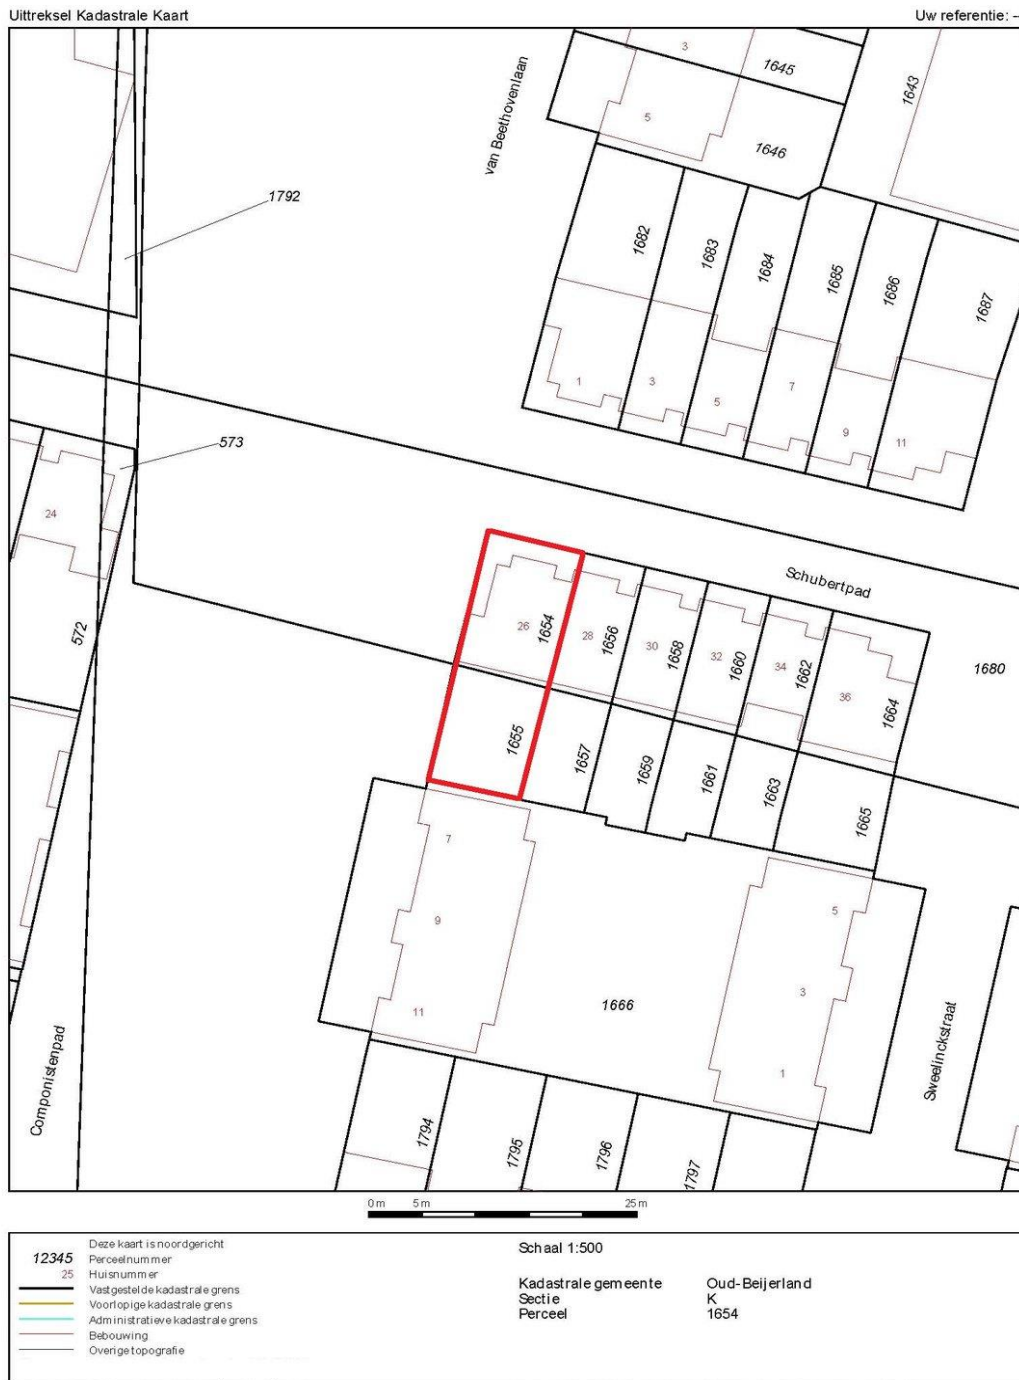 Uittreksel Kadastrale Kaart
Uw referentie: --
van Beethovenlaan
3
1645
1643
5
1646
1792
1682
1683
1684
1685
1686
1687
1
3
5
7
9
11
573
24
572
Schubertpad
26
1654
28
1656
30
1658
32
1660
34
1662
36
1664
1680
1655
1657
1659
1661
1663
1665
7
9
11
5
3
1
1666
Componistenpad
Sweelinckstraat
1794
1795
1796
1797
0 m 5 m 25 m
Deze kaart is noordgericht
12345 Perceelnummer
25 Huisnummer
Vastgestelde kadastrale grens
Voorlopige kadastrale grens
Administratieve kadastrale grens
Bebouwing
Overige topografie
Schaal 1:500
Kadastrale gemeente Oud-Beijerland
Sectie K
Perceel 1654